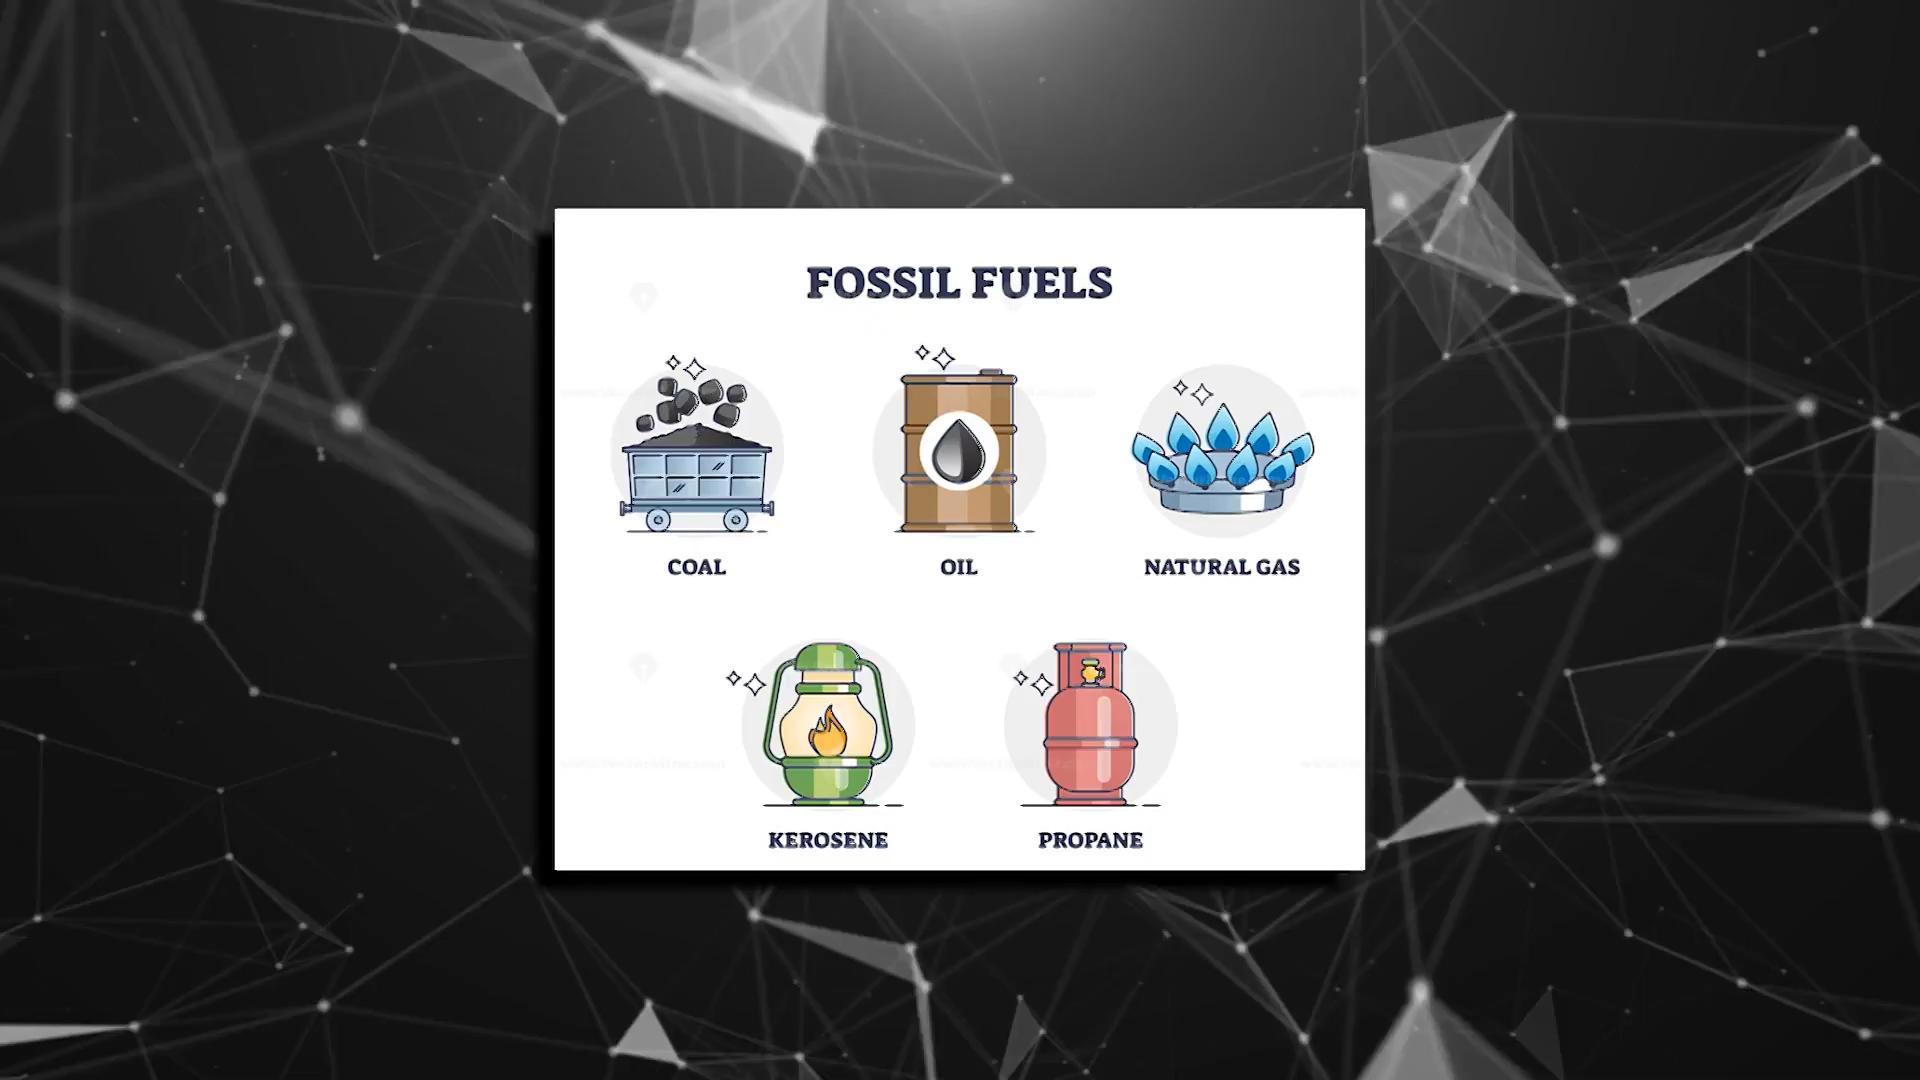 FOSSIL FUELS
COAL
OIL
NATURAL GAS
KEROSENE
PROPANE